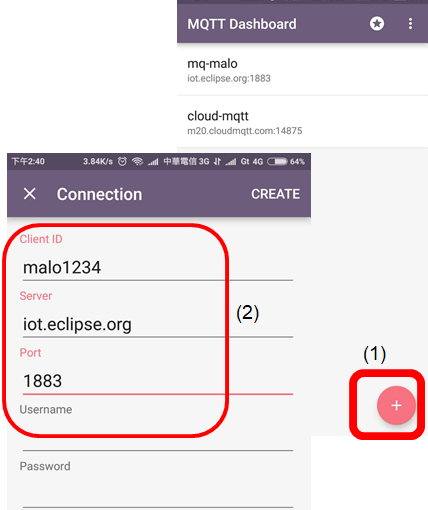 MQTT Dashboard
mq-malo
iot.eclipse.org:1883
cloud-mqtt
m20.cloudmqtt.com:14875
下午2:40 3.84K/s 中華電信 3G Gt 4G 64%
Connection CREATE
Client ID
malo1234
Server
iot.eclipse.org
(2)
Port
(1)
1883
+
Username
Password